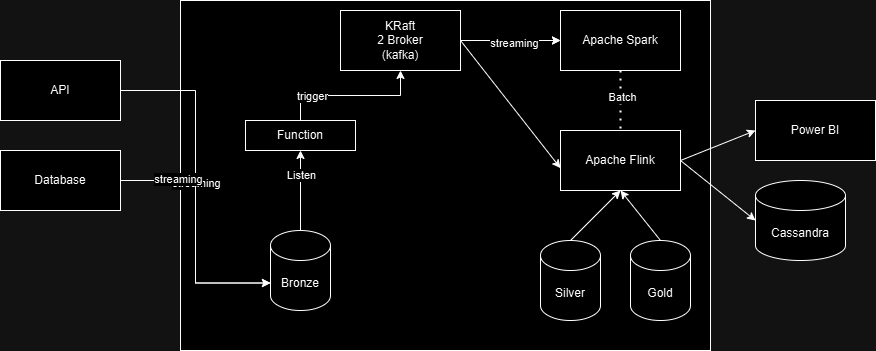 KRaft
2 Broker
(kafka)
streaming
Apache Spark
API
trigger
Batch
Function
Apache Flink
Power BI
Database
streaming
streaming
Listen
Cassandra
Bronze
Silver
Gold